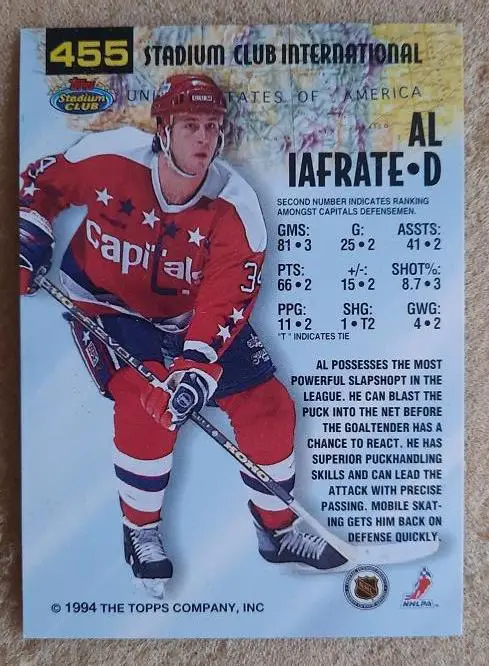 455 STADIUM CLUB INTERNATIONAL
Topps
Stadium
CLUB
UNI STATES OF AMERICA
AL
IAFRATE•D
SECOND NUMBER INDICATES RANKING
AMONGST CAPITALS DEFENSEMEN.
GMS: G: ASSTS:
81•3 25•2 41•2
PTS: +/-: SHOT%:
66•2 15•2 8.7•3
PPG: SHG: GWG:
11•2 1•T2 4•2
"T" INDICATES TIE
Capitals
34
34
KOHO REVOLUTION
KOHO
AL POSSESSES THE MOST
POWERFUL SLAPSHOPT IN THE
LEAGUE. HE CAN BLAST THE
PUCK INTO THE NET BEFORE
THE GOALTENDER HAS A
CHANCE TO REACT. HE HAS
SUPERIOR PUCKHANDLING
SKILLS AND CAN LEAD THE
ATTACK WITH PRECISE
PASSING. MOBILE SKAT-
ING GETS HIM BACK ON
DEFENSE QUICKLY.
NHLPA
© 1994 THE TOPPS COMPANY, INC